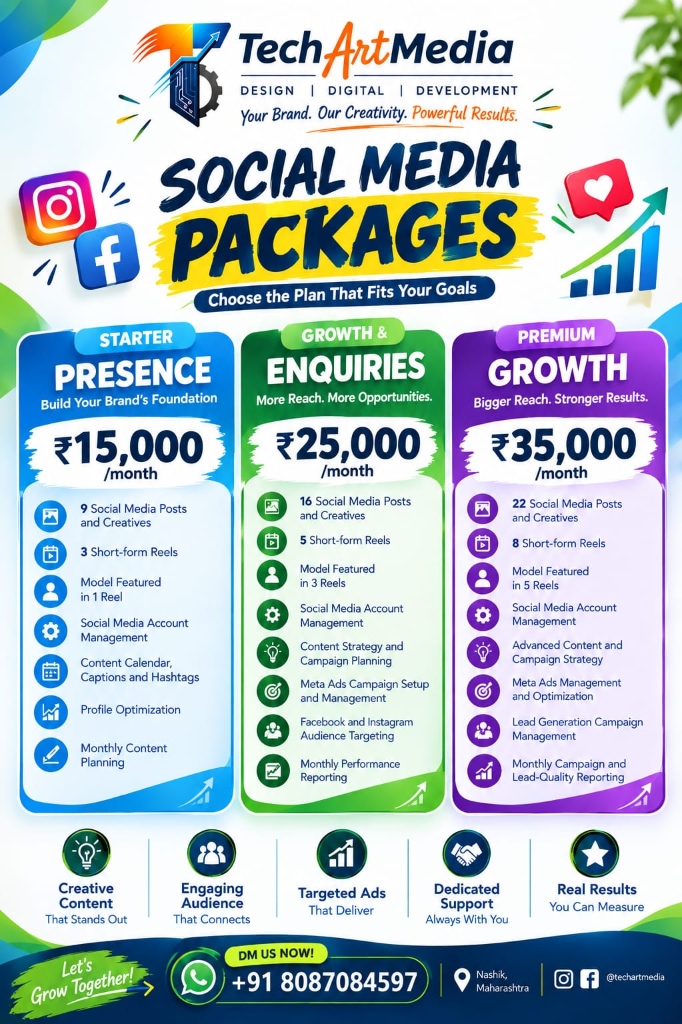 TechArtMedia
DESIGN | DIGITAL | DEVELOPMENT
Your Brand. Our Creativity. Powerful Results.
SOCIAL MEDIA
PACKAGES
Choose the Plan That Fits Your Goals
STARTER
PRESENCE
Build Your Brand's Foundation
₹15,000
/month
9 Social Media Posts
and Creatives
3 Short-form Reels
Model Featured
in 1 Reel
Social Media Account
Management
Content Calendar,
Captions and Hashtags
Profile Optimization
Monthly Content
Planning
GROWTH &
ENQUIRIES
More Reach. More Opportunities.
₹25,000
/month
16 Social Media Posts
and Creatives
5 Short-form Reels
Model Featured
in 3 Reels
Social Media Account
Management
Content Strategy and
Campaign Planning
Meta Ads Campaign Setup
and Management
Facebook and Instagram
Audience Targeting
Monthly Performance
Reporting
PREMIUM
GROWTH
Bigger Reach. Stronger Results.
₹35,000
/month
22 Social Media Posts
and Creatives
8 Short-form Reels
Model Featured
in 5 Reels
Social Media Account
Management
Advanced Content and
Campaign Strategy
Meta Ads Management
and Optimization
Lead Generation Campaign
Management
Monthly Campaign and
Lead-Quality Reporting
Creative
Content
That Stands Out
Engaging
Audience
That Connects
Targeted Ads
That Deliver
Dedicated
Support
Always With You
Real Results
You Can Measure
Let's
Grow Together!
DM US NOW!
+91 8087084597
Nashik,
Maharashtra
@techartmedia